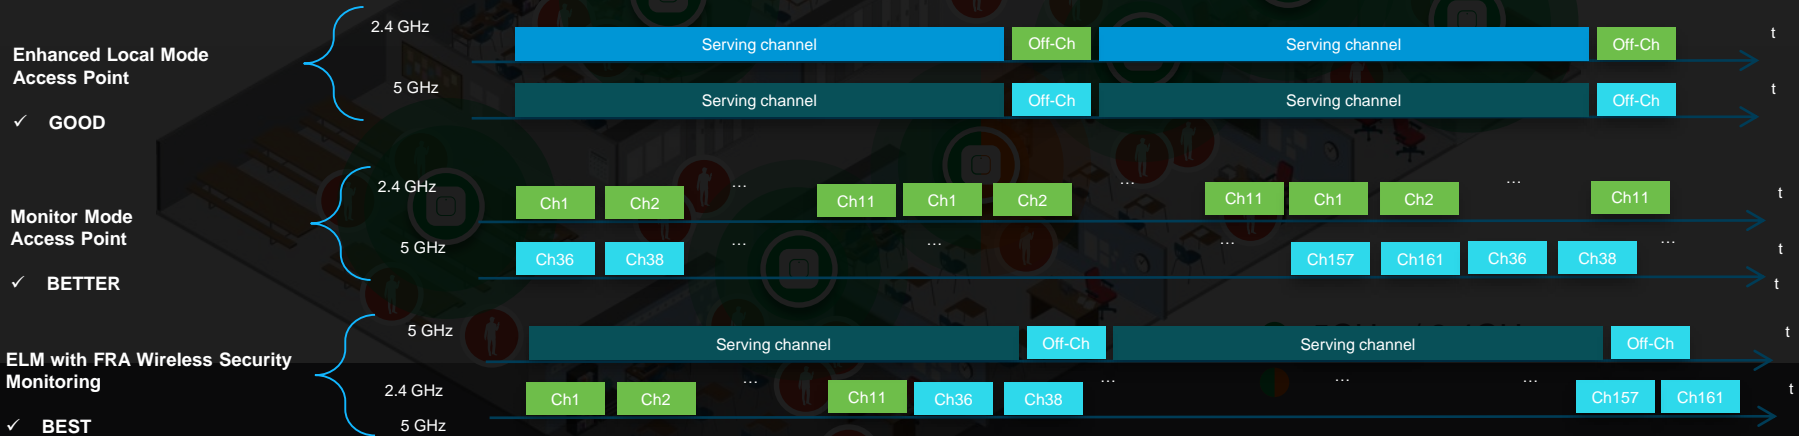 2.4 GHz
Serving channel Off-Ch Serving channel Off-Ch t
Enhanced Local Mode
Access Point
5 GHz
Serving channel Off-Ch Serving channel Off-Ch t
✓ GOOD
2.4 GHz
Ch1 Ch2 ... Ch11 Ch1 Ch2 ... Ch11 Ch1 Ch2 ... Ch11 t
Monitor Mode
Access Point
5 GHz
Ch36 Ch38 ... ... ... Ch157 Ch161 Ch36 Ch38 ... t
t
✓ BETTER
5 GHz
Serving channel Off-Ch Serving channel Off-Ch t
ELM with FRA Wireless Security
Monitoring
2.4 GHz
Ch1 Ch2 ... Ch11 Ch36 Ch38 ... ... ... Ch157 Ch161 t
5 GHz
✓ BEST